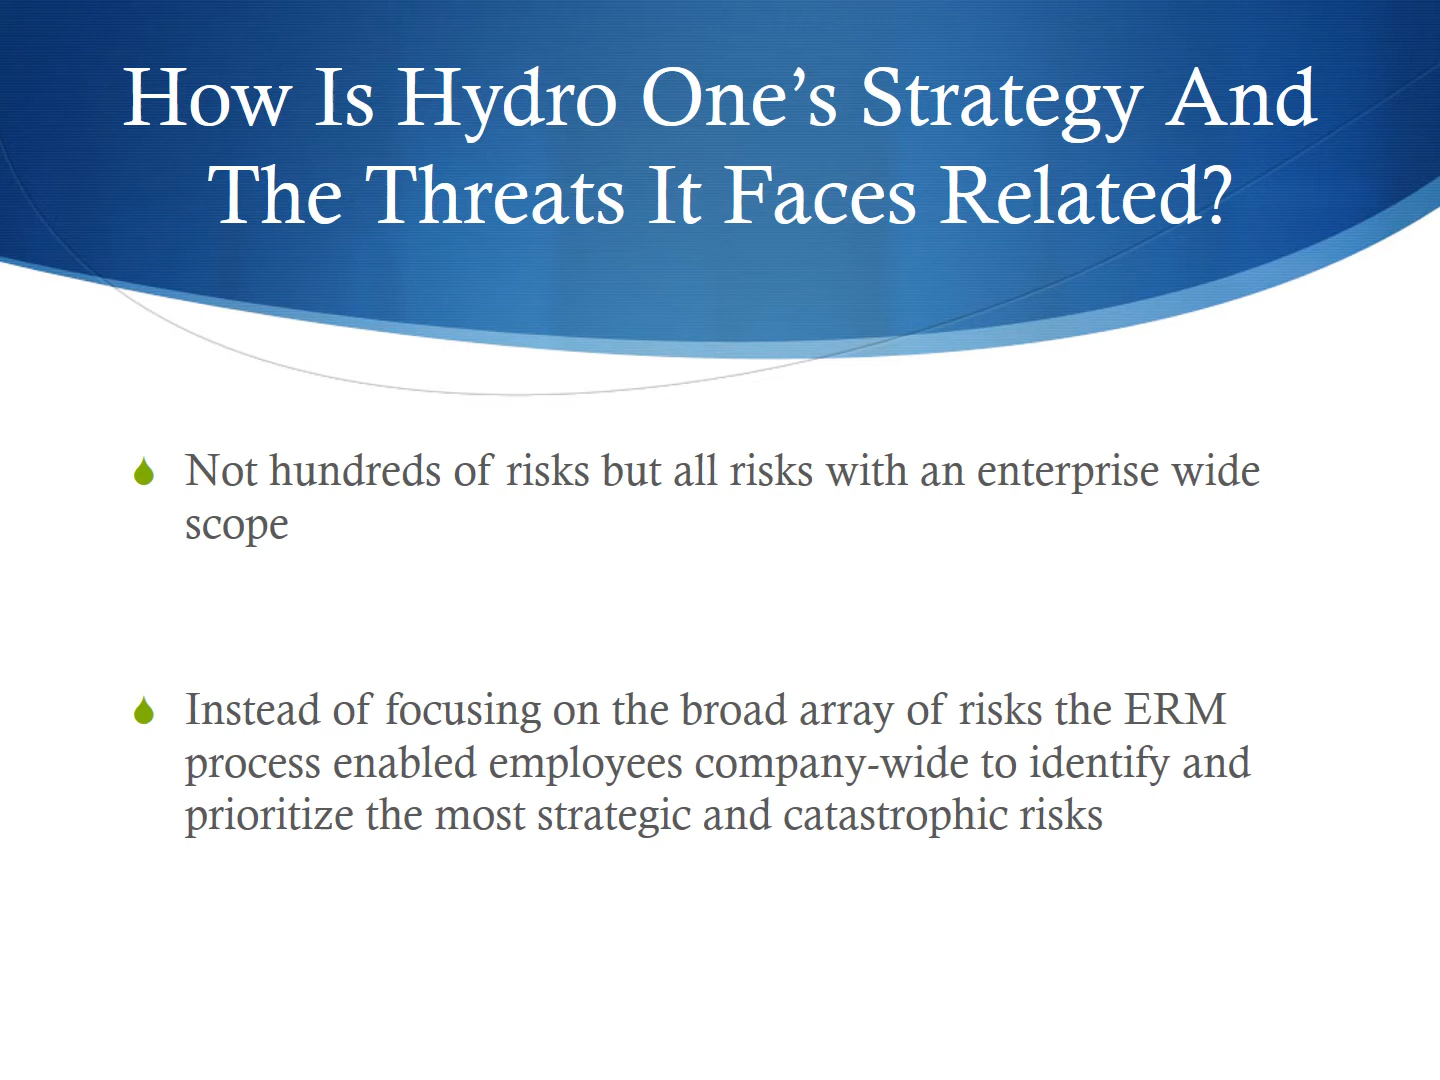 How Is Hydro One’s Strategy And
The Threats It Faces Related?
Not hundreds of risks but all risks with an enterprise wide
scope
Instead of focusing on the broad array of risks the ERM
process enabled employees company-wide to identify and
prioritize the most strategic and catastrophic risks